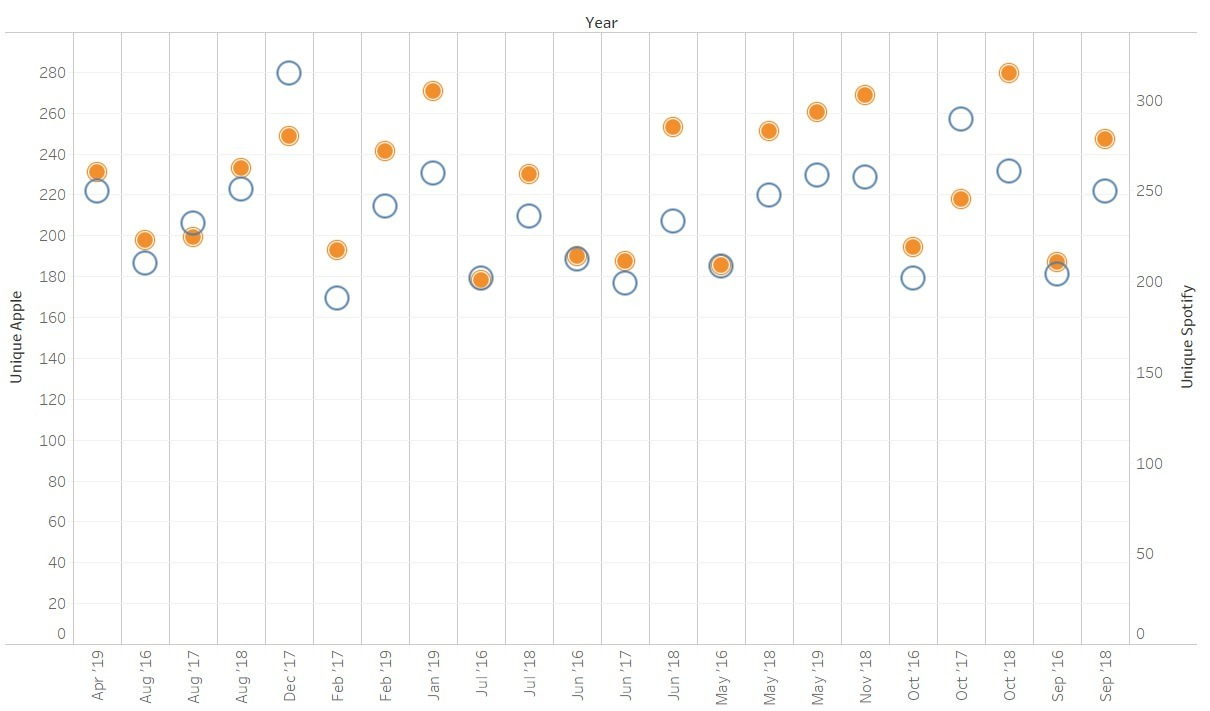 Year
Unique Apple
280
260
240
220
200
180
160
140
120
100
80
60
40
20
0
300
250
200
150
100
50
0
Unique Spotify
Apr '19
Aug '16
Aug '17
Aug '18
Dec '17
Feb '17
Feb '19
Jan '19
Jul '16
Jul '18
Jun '16
Jun '17
Jun '18
May '16
May '18
May '19
Nov '18
Oct '16
Oct '17
Oct '18
Sep '16
Sep '18